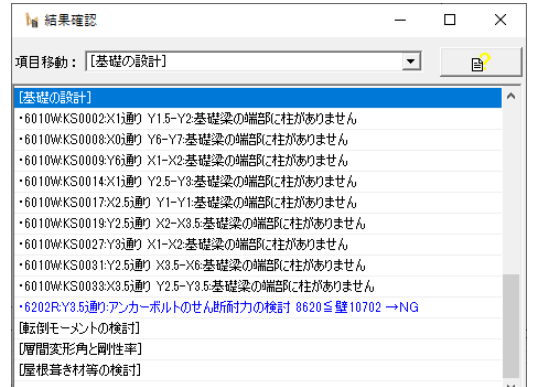 結果確認
項目移動： [基礎の設計]
[基礎の設計]
・6010W:KS0002:X1通り Y1.5-Y2:基礎梁の端部に柱がありません
・6010W:KS0008:X0通り Y6-Y7:基礎梁の端部に柱がありません
・6010W:KS0009:Y6通り X1-X2:基礎梁の端部に柱がありません
・6010W:KS0014:X1通り Y2.5-Y3:基礎梁の端部に柱がありません
・6010W:KS0017:X2.5通り Y1-Y1:基礎梁の端部に柱がありません
・6010W:KS0019:Y2.5通り X2-X3.5:基礎梁の端部に柱がありません
・6010W:KS0027:Y3通り X1-X2:基礎梁の端部に柱がありません
・6010W:KS0031:Y2.5通り X3.5-X6:基礎梁の端部に柱がありません
・6010W:KS0033:X3.5通り Y2.5-Y3.5:基礎梁の端部に柱がありません
・6202R:Y3.5通り:アンカーボルトのせん断耐力の検討 8620≦壁10702 →NG
[転倒モーメントの検討]
[層間変形角と剛性率]
[屋根葺き材等の検討]